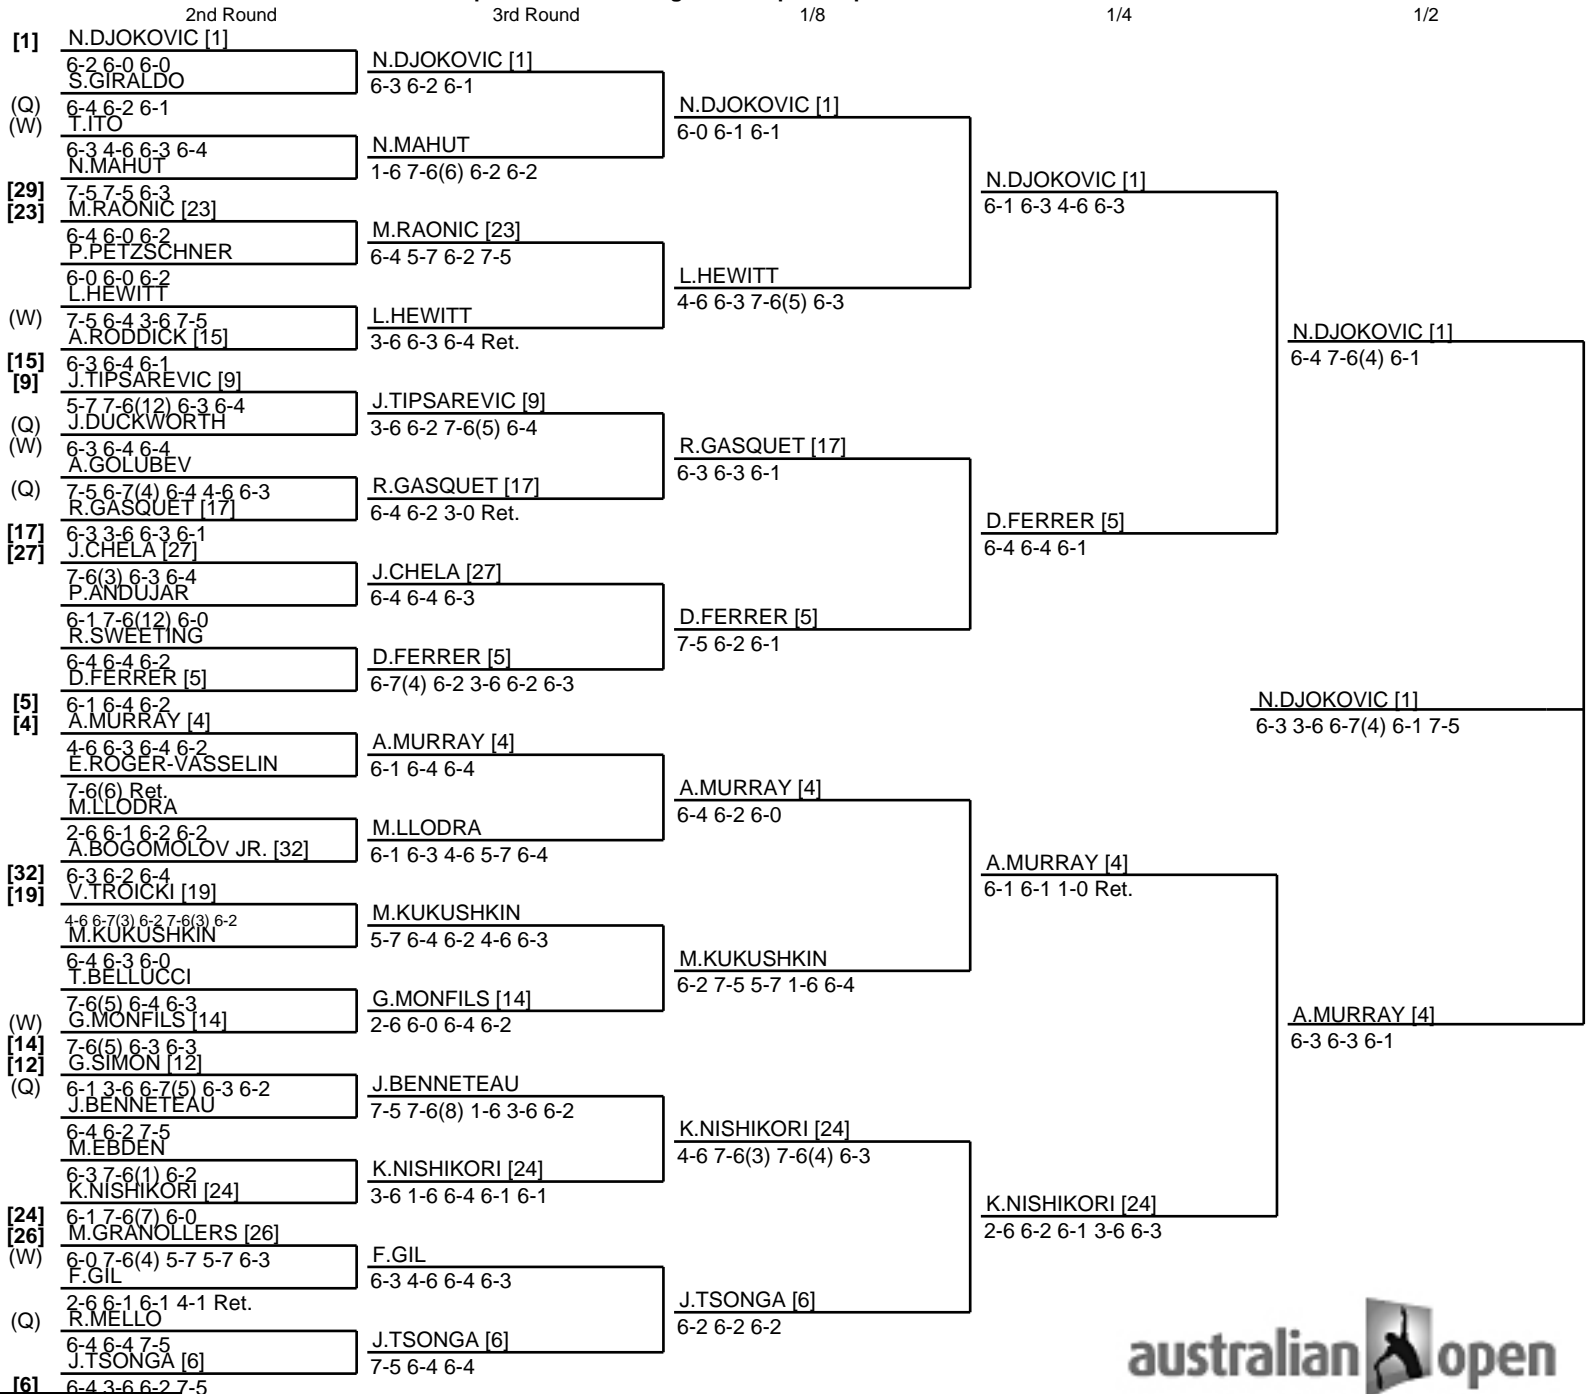 2nd Round 3rd Round 1/8 1/4 1/2
[1] N.DJOKOVIC [1]
6-2 6-0 6-0
S.GIRALDO
(Q) 6-4 6-2 6-1
(W) T.ITO
6-3 4-6 6-3 6-4
N.MAHUT
[29] 7-5 7-5 6-3
[23] M.RAONIC [23]
6-4 6-0 6-2
P.PETZSCHNER
6-0 6-0 6-2
L.HEWITT
(W) 7-5 6-4 3-6 7-5
A.RODDICK [15]
[15] 6-3 6-4 6-1
[9] J.TIPSAREVIC [9]
5-7 7-6(12) 6-3 6-4
(Q) J.DUCKWORTH
(W) 6-3 6-4 6-4
A.GOLUBEV
(Q) 7-5 6-7(4) 6-4 4-6 6-3
R.GASQUET [17]
[17] 6-3 3-6 6-3 6-1
[27] J.CHELA [27]
7-6(3) 6-3 6-4
P.ANDUJAR
6-1 7-6(12) 6-0
R.SWEETING
6-4 6-4 6-2
D.FERRER [5]
[5] 6-1 6-4 6-2
[4] A.MURRAY [4]
4-6 6-3 6-4 6-2
E.ROGER-VASSELIN
7-6(6) Ret.
M.LLODRA
2-6 6-1 6-2 6-2
A.BOGOMOLOV JR. [32]
[32] 6-3 6-2 6-4
[19] V.TROICKI [19]
4-6 6-7(3) 6-2 7-6(3) 6-2
M.KUKUSHKIN
6-4 6-3 6-0
T.BELLUCCI
7-6(5) 6-4 6-3
(W) G.MONFILS [14]
[14] 7-6(5) 6-3 6-3
[12] G.SIMON [12]
(Q) 6-1 3-6 6-7(5) 6-3 6-2
J.BENNETEAU
6-4 6-2 7-5
M.EBDEN
6-3 7-6(1) 6-2
K.NISHIKORI [24]
[24] 6-1 7-6(7) 6-0
[26] M.GRANOLLERS [26]
(W) 6-0 7-6(4) 5-7 5-7 6-3
F.GIL
2-6 6-1 6-1 4-1 Ret.
(Q) R.MELLO
6-4 6-4 7-5
J.TSONGA [6]
[6] 6-4 3-6 6-2 7-5
N.DJOKOVIC [1]
6-3 6-2 6-1
N.MAHUT
1-6 7-6(6) 6-2 6-2
M.RAONIC [23]
6-4 5-7 6-2 7-5
L.HEWITT
3-6 6-3 6-4 Ret.
J.TIPSAREVIC [9]
3-6 6-2 7-6(5) 6-4
R.GASQUET [17]
6-4 6-2 3-0 Ret.
J.CHELA [27]
6-4 6-4 6-3
D.FERRER [5]
6-7(4) 6-2 3-6 6-2 6-3
A.MURRAY [4]
6-1 6-4 6-4
M.LLODRA
6-1 6-3 4-6 5-7 6-4
M.KUKUSHKIN
5-7 6-4 6-2 4-6 6-3
G.MONFILS [14]
2-6 6-0 6-4 6-2
J.BENNETEAU
7-5 7-6(8) 1-6 3-6 6-2
K.NISHIKORI [24]
3-6 1-6 6-4 6-1 6-1
F.GIL
6-3 4-6 6-4 6-3
J.TSONGA [6]
7-5 6-4 6-4
N.DJOKOVIC [1]
6-0 6-1 6-1
L.HEWITT
4-6 6-3 7-6(5) 6-3
R.GASQUET [17]
6-3 6-3 6-1
D.FERRER [5]
7-5 6-2 6-1
A.MURRAY [4]
6-4 6-2 6-0
M.KUKUSHKIN
6-2 7-5 5-7 1-6 6-4
K.NISHIKORI [24]
4-6 7-6(3) 7-6(4) 6-3
J.TSONGA [6]
6-2 6-2 6-2
N.DJOKOVIC [1]
6-1 6-3 4-6 6-3
D.FERRER [5]
6-4 6-4 6-1
A.MURRAY [4]
6-1 6-1 1-0 Ret.
K.NISHIKORI [24]
2-6 6-2 6-1 3-6 6-3
N.DJOKOVIC [1]
6-4 7-6(4) 6-1
A.MURRAY [4]
6-3 6-3 6-1
N.DJOKOVIC [1]
6-3 3-6 6-7(4) 6-1 7-5
australian open